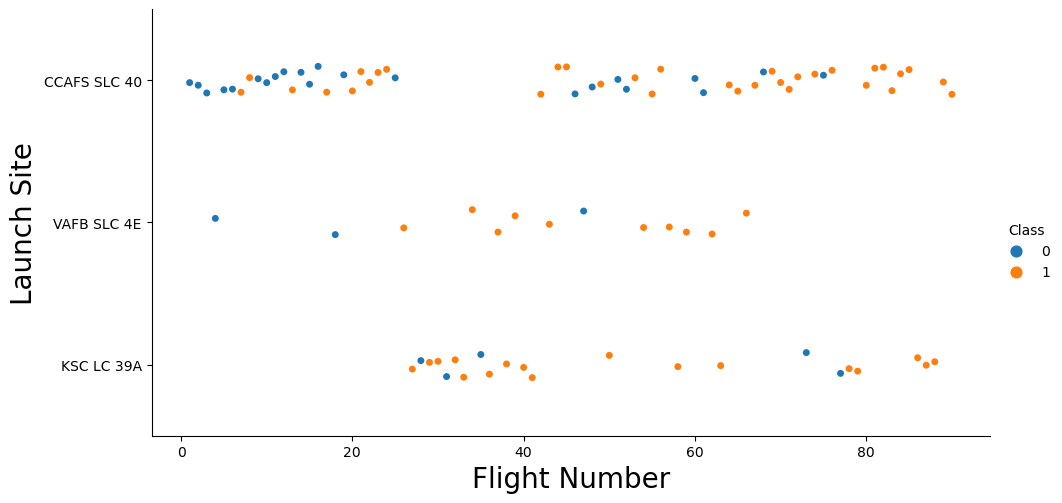 CCAFS SLC 40
VAFB SLC 4E
KSC LC 39A
Launch Site
0 20 40 60 80
Flight Number
Class
0
1